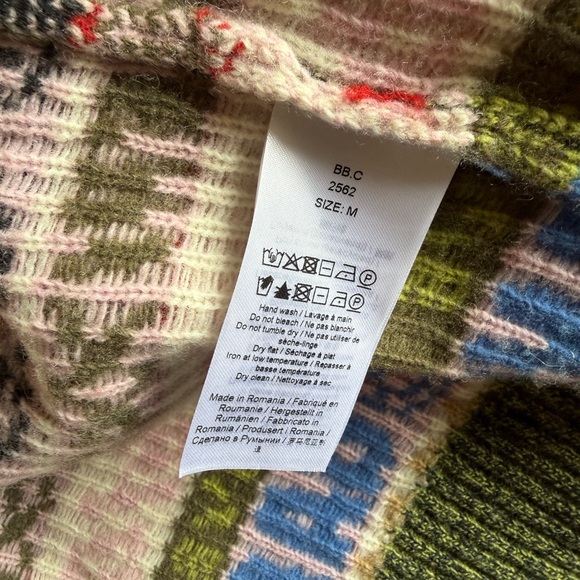 BB.C
2562
SIZE: M
Hand wash / Lavage à main
Do not bleach / Ne pas blanchir
Do not tumble dry / Ne pas utiliser de
sèche-linge
Dry flat / Séchage à plat
Iron at low temperature / Repasser à
basse température
Dry clean / Nettoyage à sec
Made in Romania / Fabriqué en
Roumanie / Hergestellt in
Rumänien / Fabbricato in
Romania / Produsert i Romania /
Сделано в Румынии / 罗马尼亚制
造